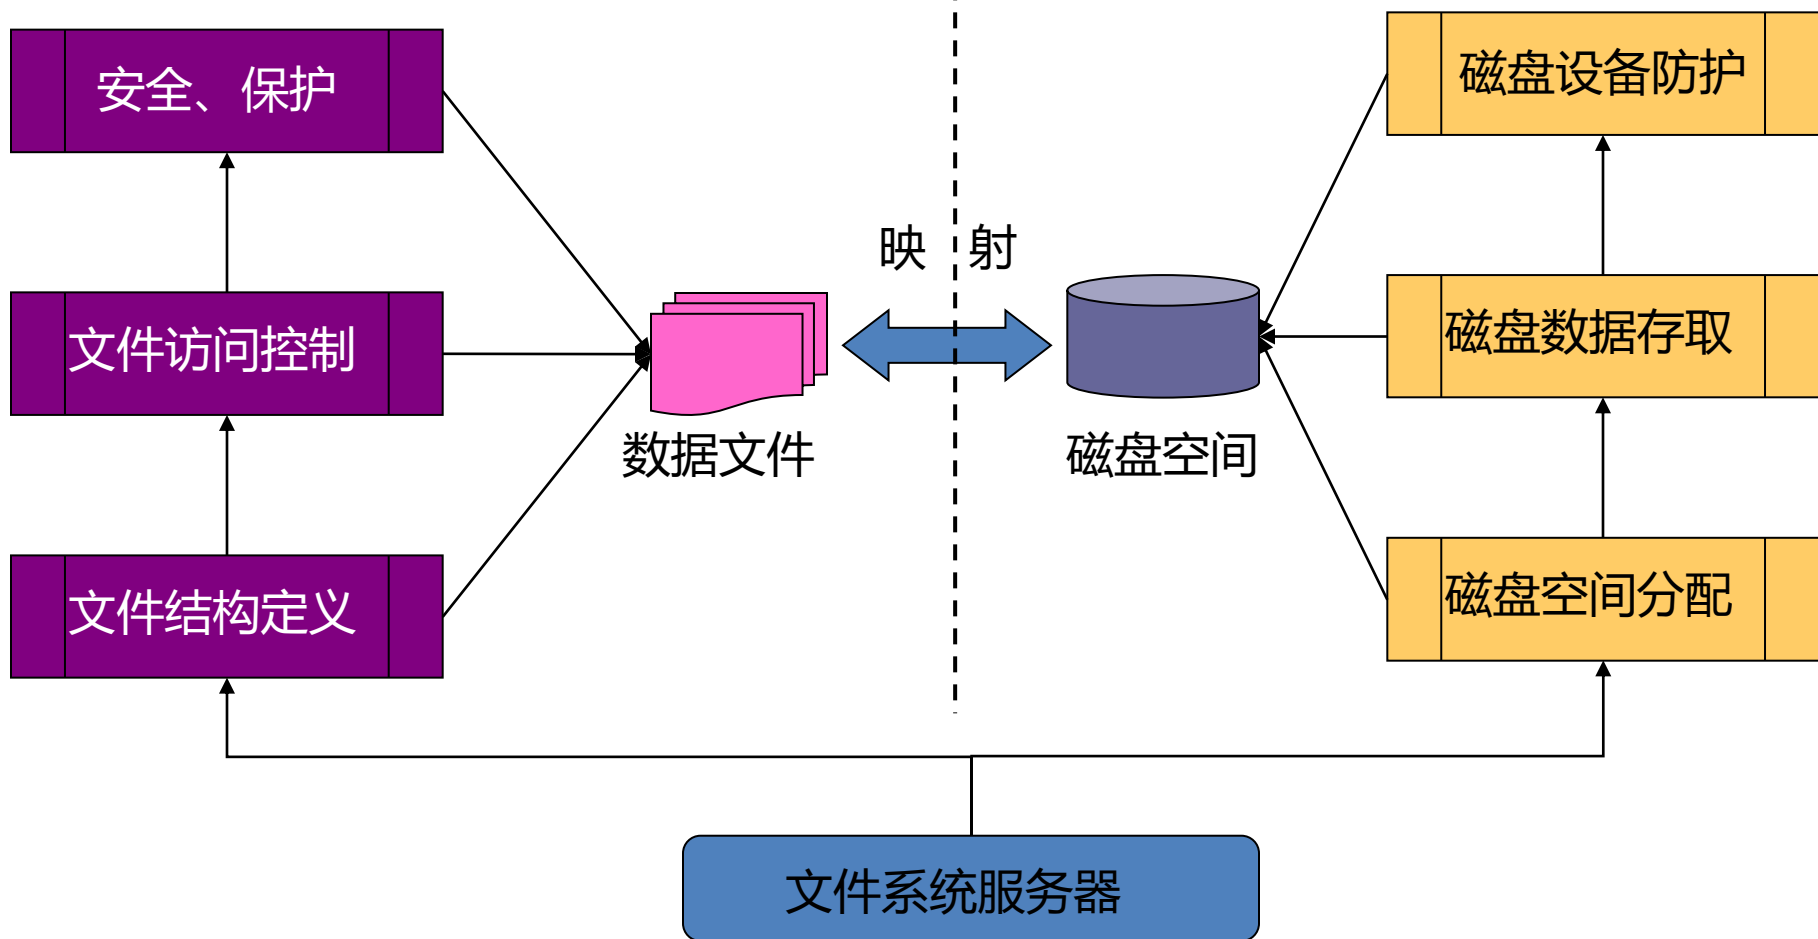 安全、保护
磁盘设备防护
映 射
文件访问控制
磁盘数据存取
数据文件
磁盘空间
文件结构定义
磁盘空间分配
文件系统服务器